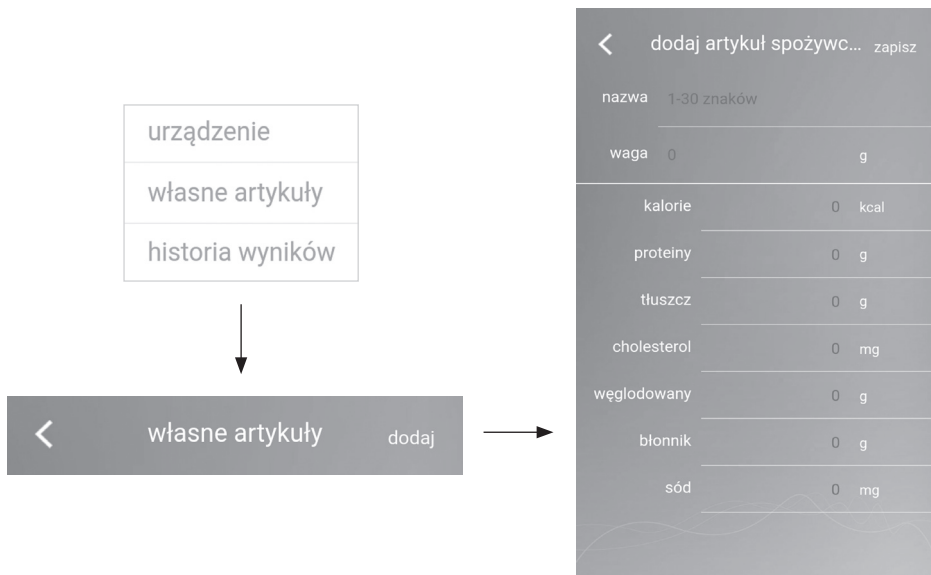 urządzenie
własne artykuły
historia wyników
własne artykuły dodaj
dodaj artykuł spożywc... zapisz
nazwa 1-30 znaków
waga 0 g
kalorie 0 kcal
proteiny 0 g
tłuszcz 0 g
cholesterol 0 mg
węglodowany 0 g
błonnik 0 g
sód 0 mg